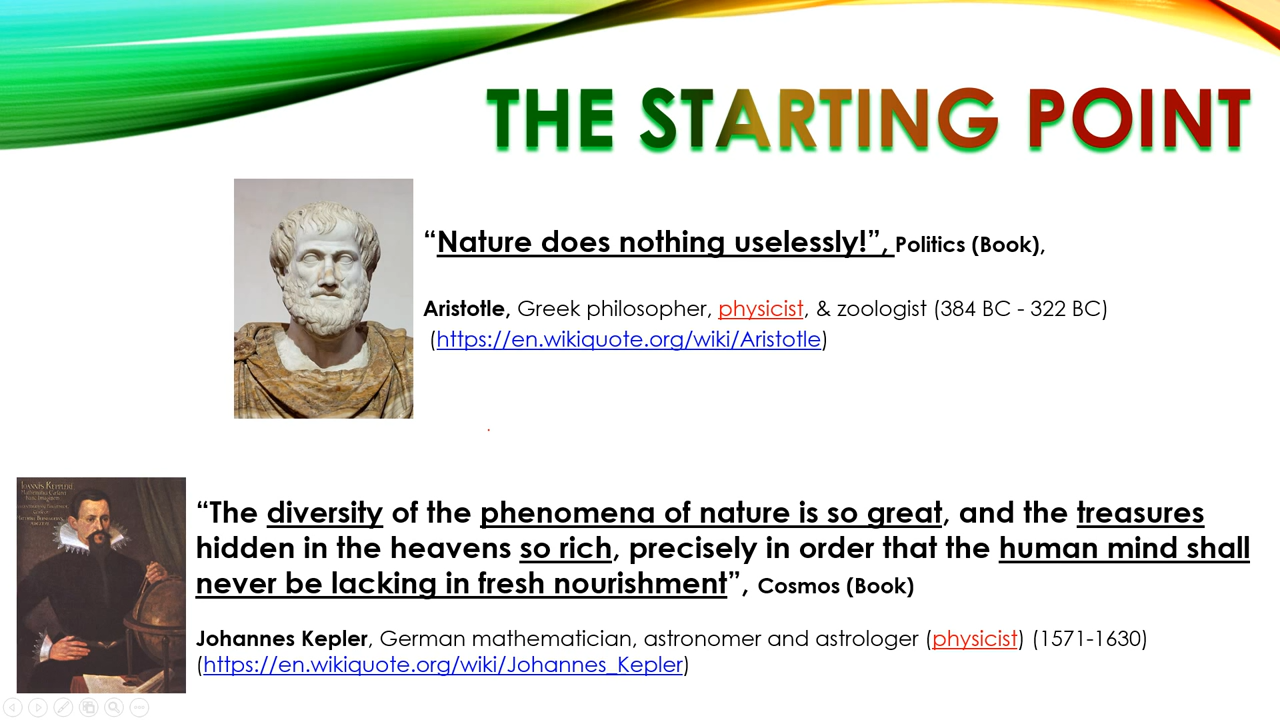 THE STARTING POINT
“Nature does nothing uselessly!”, Politics (Book),
Aristotle, Greek philosopher, physicist, & zoologist (384 BC - 322 BC)
(https://en.wikiquote.org/wiki/Aristotle)
“The diversity of the phenomena of nature is so great, and the treasures
hidden in the heavens so rich, precisely in order that the human mind shall
never be lacking in fresh nourishment”, Cosmos (Book)
Johannes Kepler, German mathematician, astronomer and astrologer (physicist) (1571-1630)
(https://en.wikiquote.org/wiki/Johannes_Kepler)